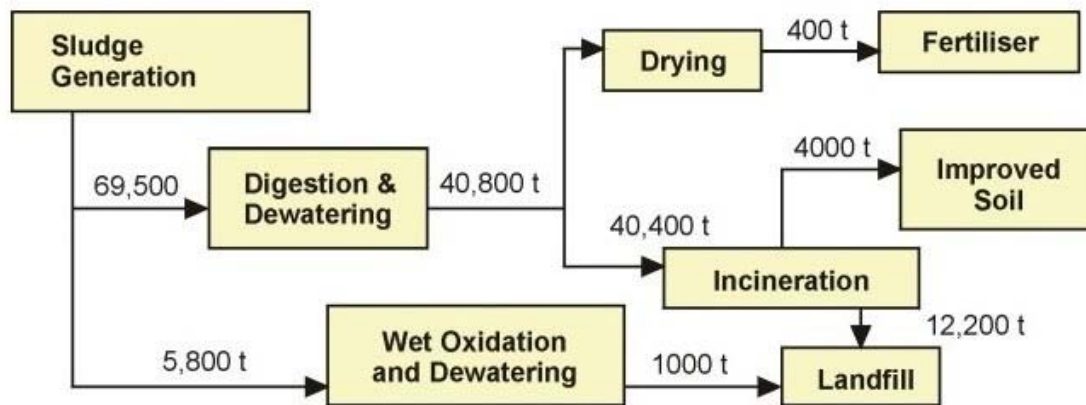 Sludge
Generation
69,500
Digestion &
Dewatering
40,800 t
Drying
400 t
Fertiliser
40,400 t
Incineration
4000 t
Improved
Soil
12,200 t
5,800 t
Wet Oxidation
and Dewatering
1000 t
Landfill